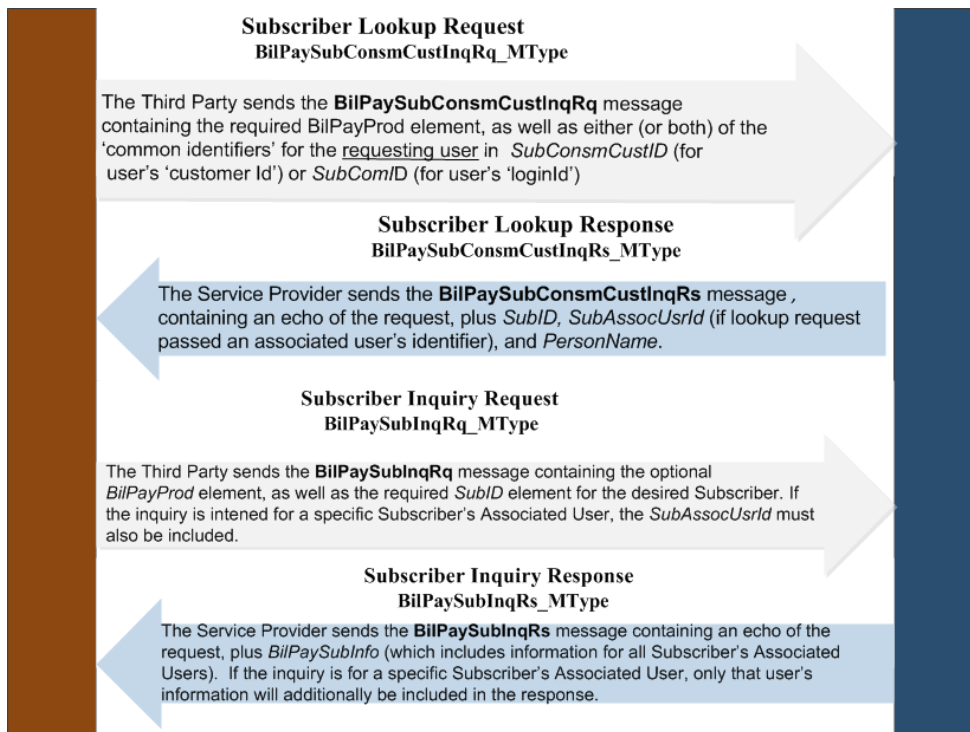 Subscriber Lookup Request
BilPaySubConsmCustInqRq_MType
The Third Party sends the BilPaySubConsmCustInqRq message
containing the required BilPayProd element, as well as either (or both) of the
‘common identifiers’ for the requesting user in SubConsmCustID (for
user’s ‘customer Id’) or SubComID (for user’s ‘loginId’)
Subscriber Lookup Response
BilPaySubConsmCustInqRs_MType
The Service Provider sends the BilPaySubConsmCustInqRs message ,
containing an echo of the request, plus SubID, SubAssocUsrId (if lookup request
passed an associated user’s identifier), and PersonName.
Subscriber Inquiry Request
BilPaySubInqRq_MType
The Third Party sends the BilPaySubInqRq message containing the optional
BilPayProd element, as well as the required SubID element for the desired Subscriber. If
the inquiry is intened for a specific Subscriber’s Associated User, the SubAssocUsrId must
also be included.
Subscriber Inquiry Response
BilPaySubInqRs_MType
The Service Provider sends the BilPaySubInqRs message containing an echo of the
request, plus BilPaySubInfo (which includes information for all Subscriber’s Associated
Users).  If the inquiry is for a specific Subscriber’s Associated User, only that user’s
information will additionally be included in the response.